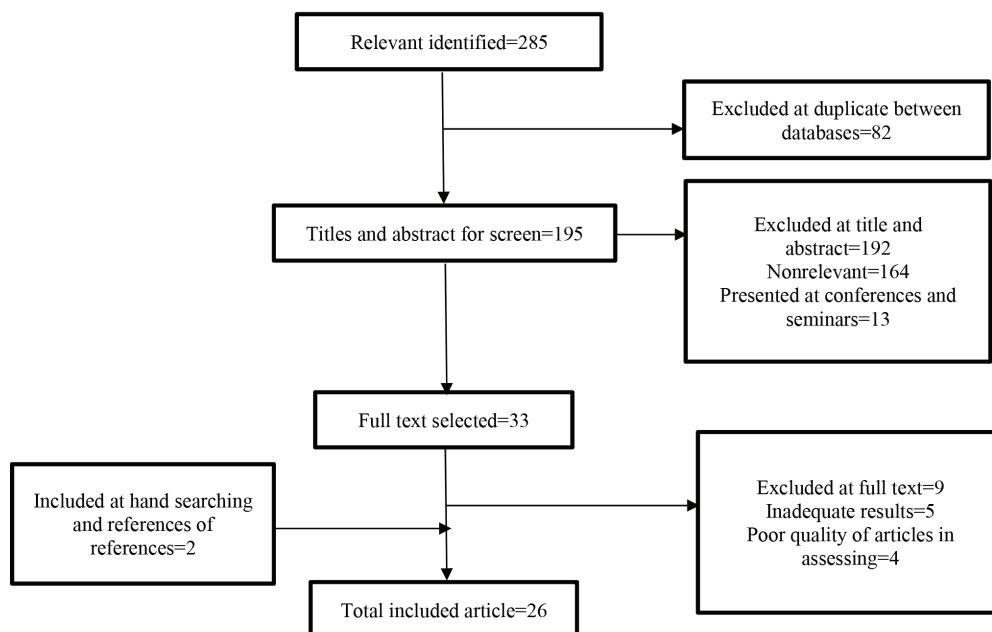 Relevant identified=285
Excluded at duplicate between
databases=82
Titles and abstract for screen=195
Excluded at title and
abstract=192
Nonrelevant=164
Presented at conferences and
seminars=13
Full text selected=33
Included at hand searching
and references of
references=2
Excluded at full text=9
Inadequate results=5
Poor quality of articles in
assessing=4
Total included article=26